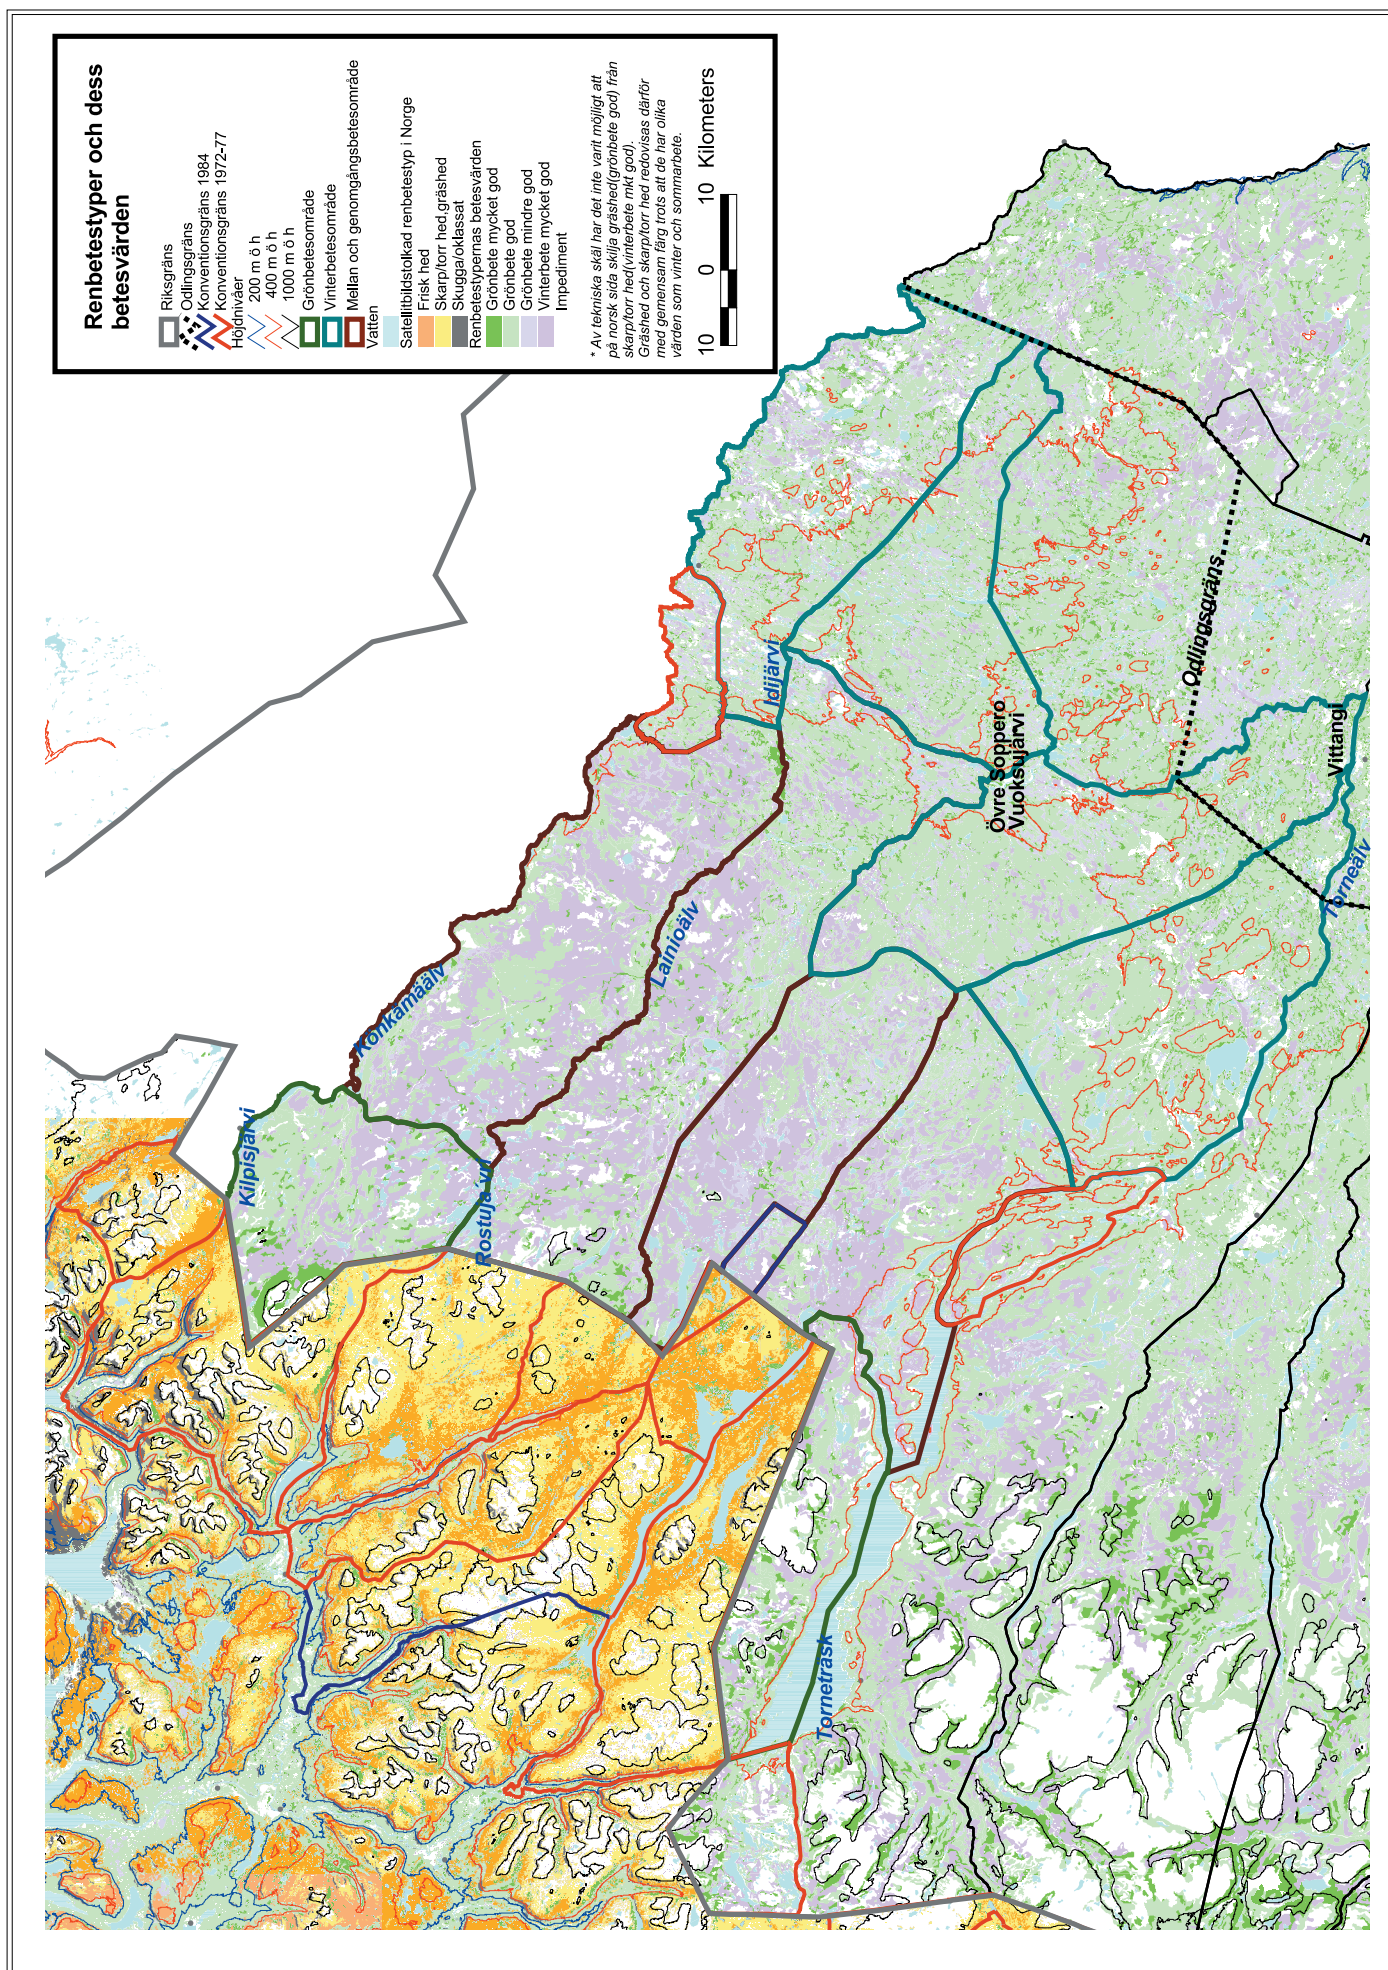 Renbetestyper och dess
betesvärden
Riksgräns
Odlingsgräns
Konventionsgräns 1984
Konventionsgräns 1972-77
Höjdnivåer
200 m ö h
400 m ö h
1000 m ö h
Grönbetesområde
Vinterbetesområde
Mellan och genomgångsbetesområde
Vatten
Satellitbildstolkad renbetestyp i Norge
Frisk hed
Skarp/torr hed,gräshed
Skugga/oklassat
Renbetestypernas betesvärden
Grönbete mycket god
Grönbete god
Grönbete mindre god
Vinterbete mycket god
Impediment
* Av tekniska skäl har det inte varit möjligt att
på norsk sida skilja gräshed(grönbete god) från
skarp/torr hed(vinterbete mkt god).
Gräshed och skarp/torr hed redovisas därför
med gemensam färg trots att de har olika
värden som vinter och sommarbete.
10 0 10 Kilometers
Kilpisjärvi
Könkämäälv
Rostuja´vri
Lainioälv
Idijärvi
Övre Soppero
Vuoksujärvi
Odlingsgräns
Vittangi
Torneälv
Torneträsk